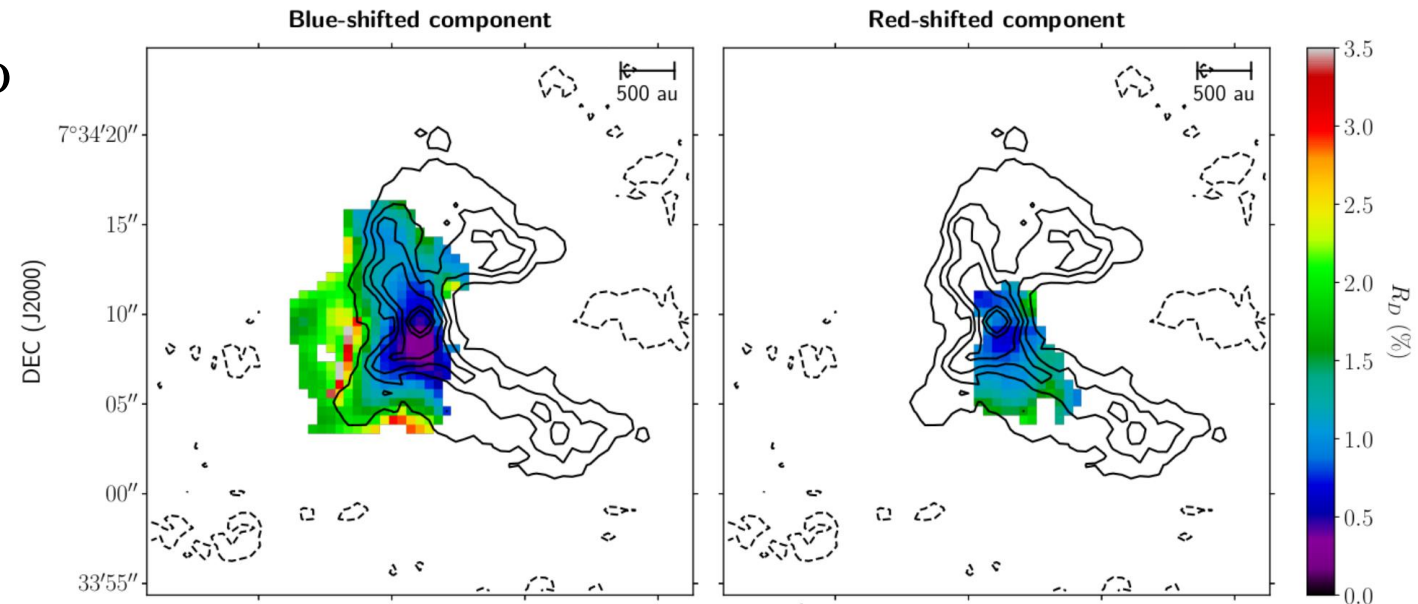 Blue-shifted component
Red-shifted component
500 au
500 au
7°34′20′′
15′′
10′′
05′′
00′′
33′55′′
DEC (J2000)
3.5
3.0
2.5
2.0
1.5
1.0
0.5
0.0
R_D (%)